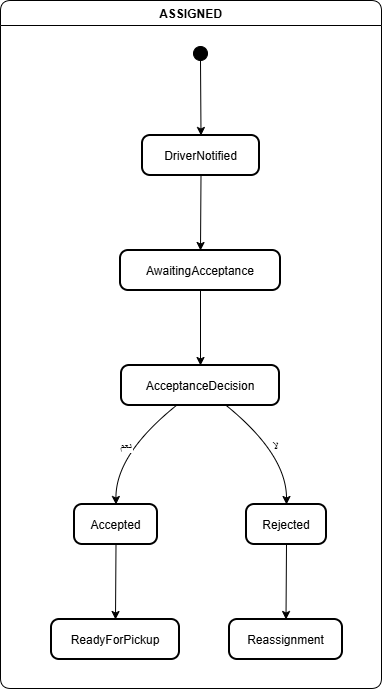 ASSIGNED
DriverNotified
AwaitingAcceptance
AcceptanceDecision
نعم
لا
Accepted
Rejected
ReadyForPickup
Reassignment